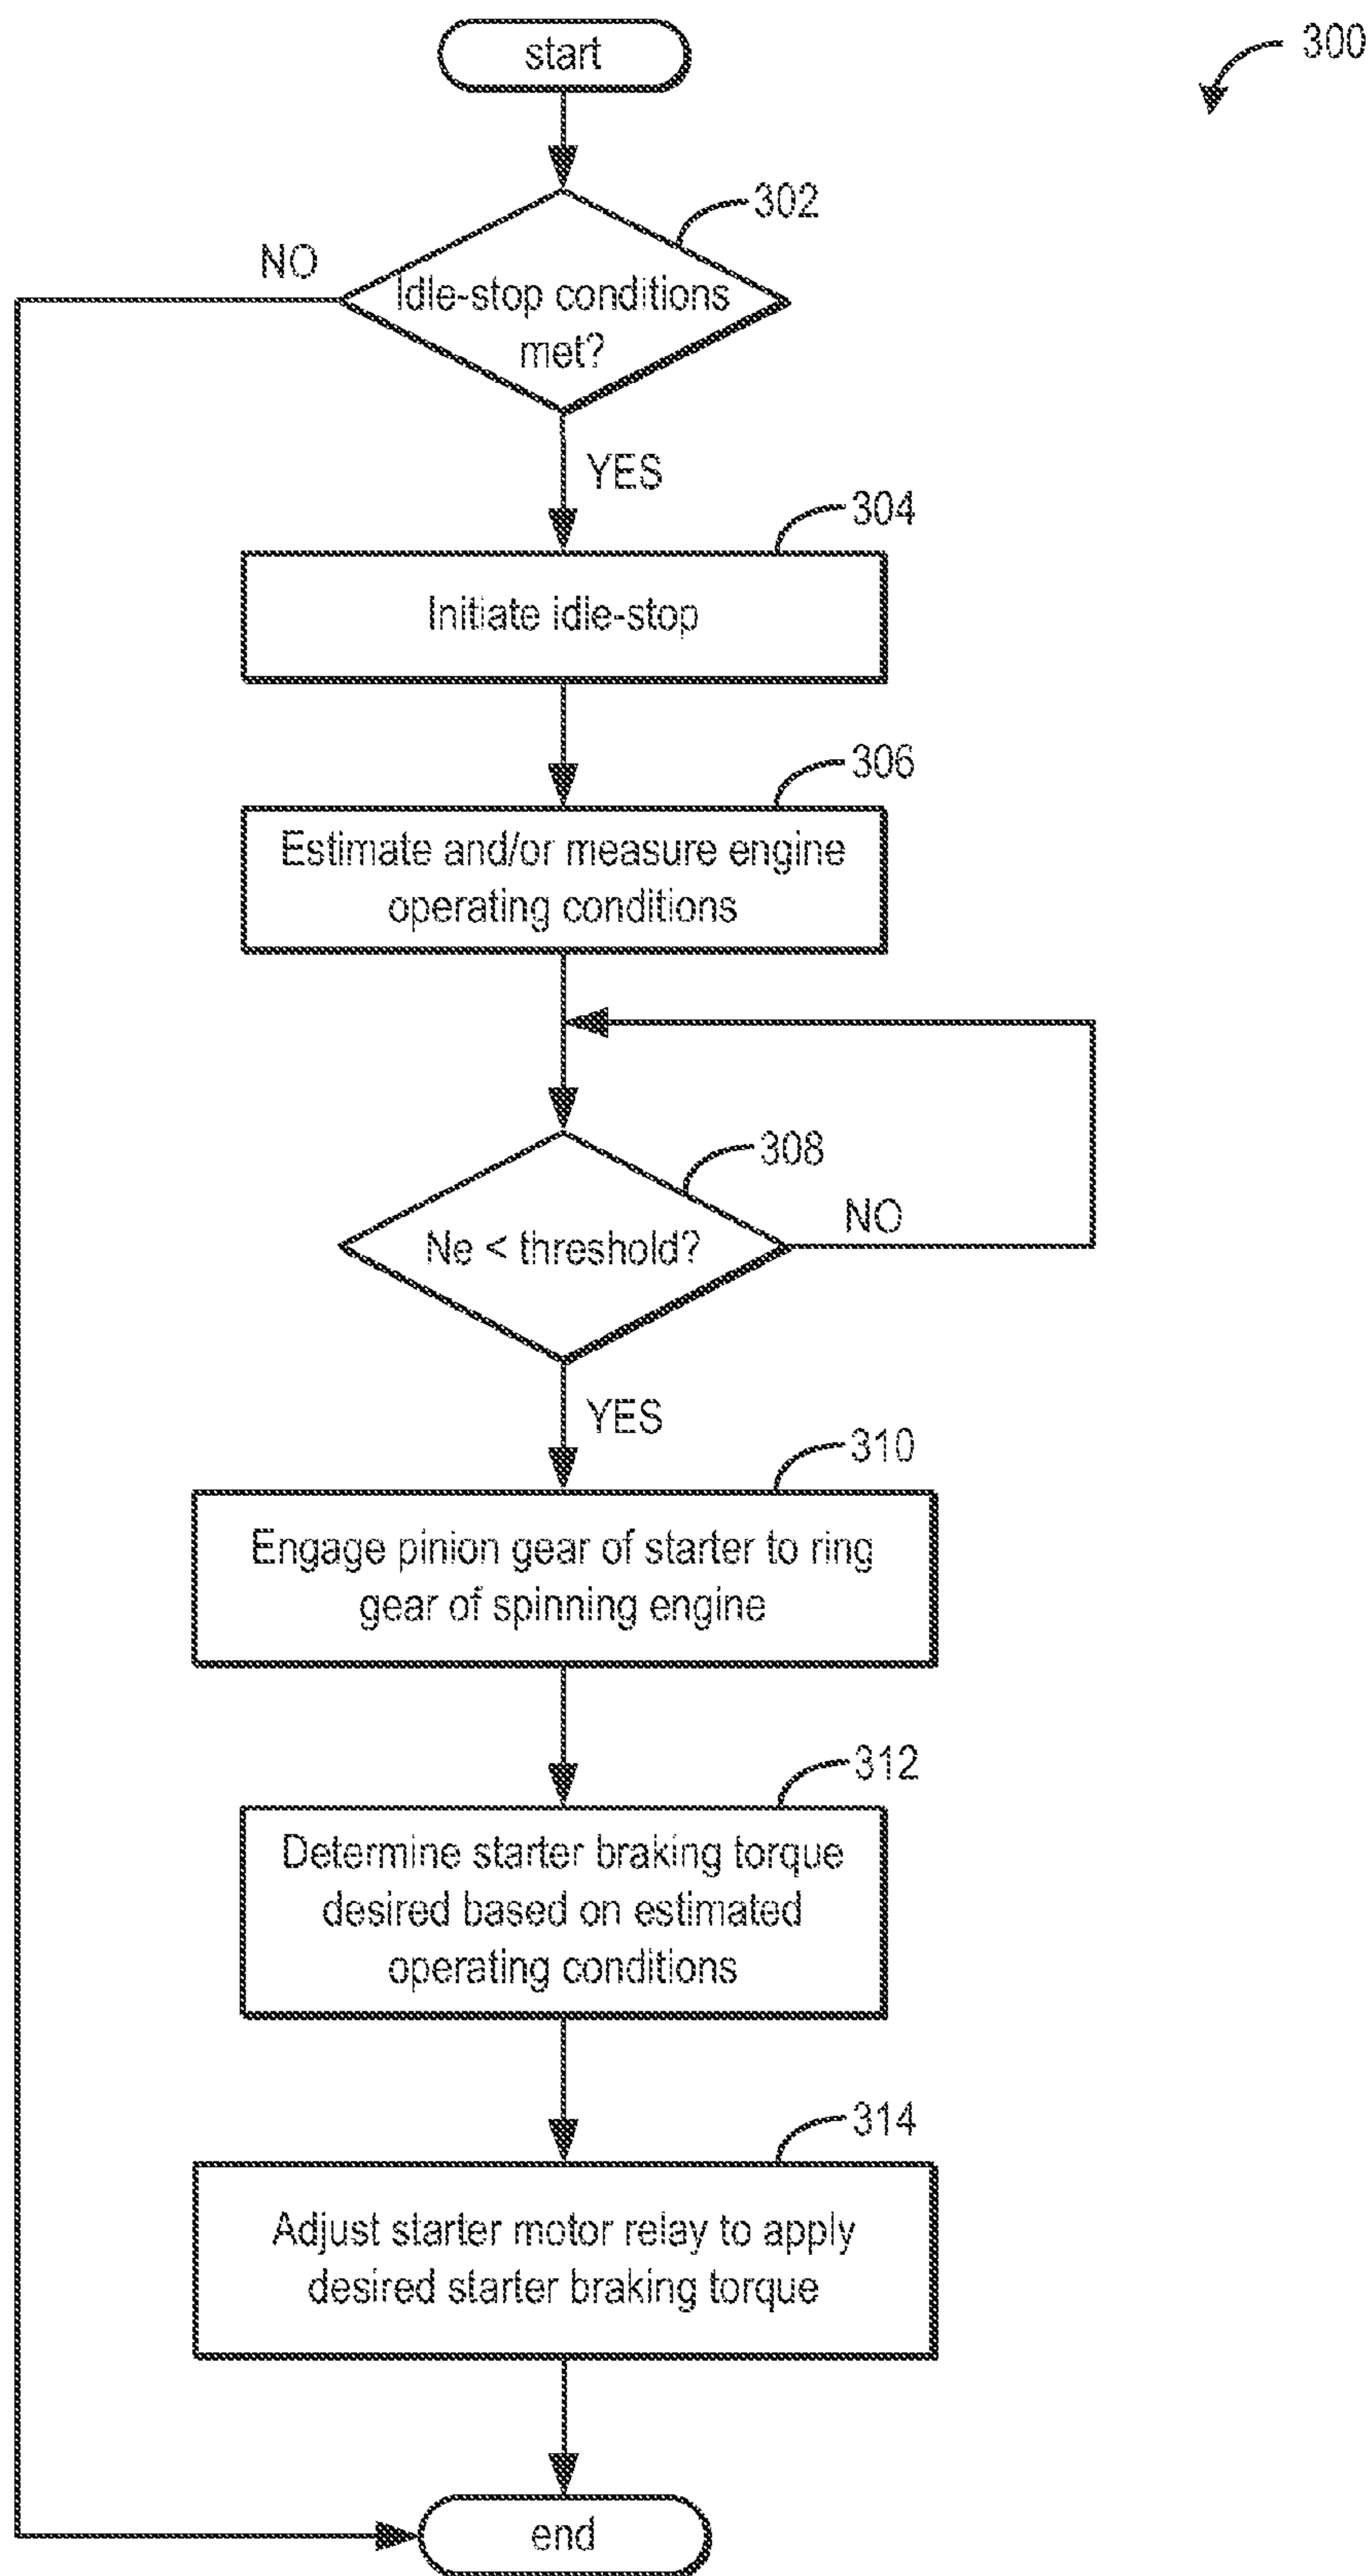 start
300
302
NO
Idle-stop conditions
met?
YES
304
Initiate idle-stop
306
Estimate and/or measure engine
operating conditions
308
Ne < threshold?
NO
YES
310
Engage pinion gear of starter to ring
gear of spinning engine
312
Determine starter braking torque
desired based on estimated
operating conditions
314
Adjust starter motor relay to apply
desired starter braking torque
end